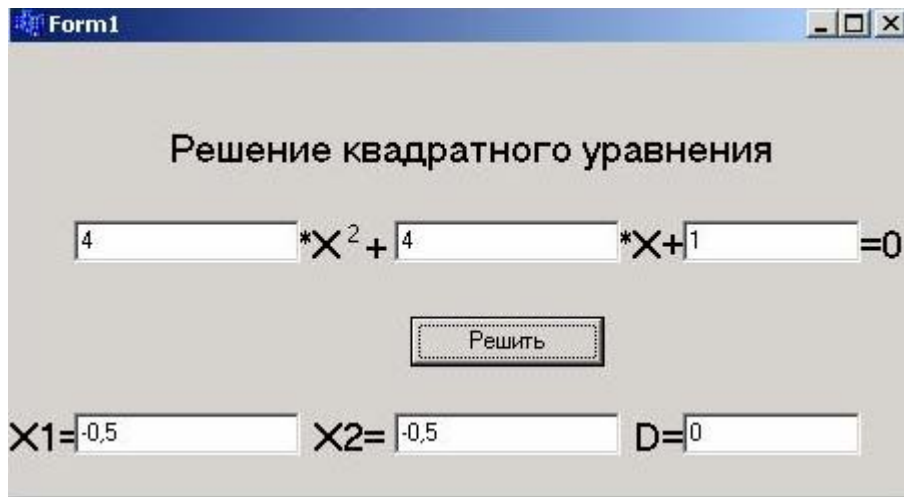 Form1
Решение квадратного уравнения
4 *X² + 4 *X+ 1 =0
Решить
X1= -0,5 X2= -0,5 D= 0